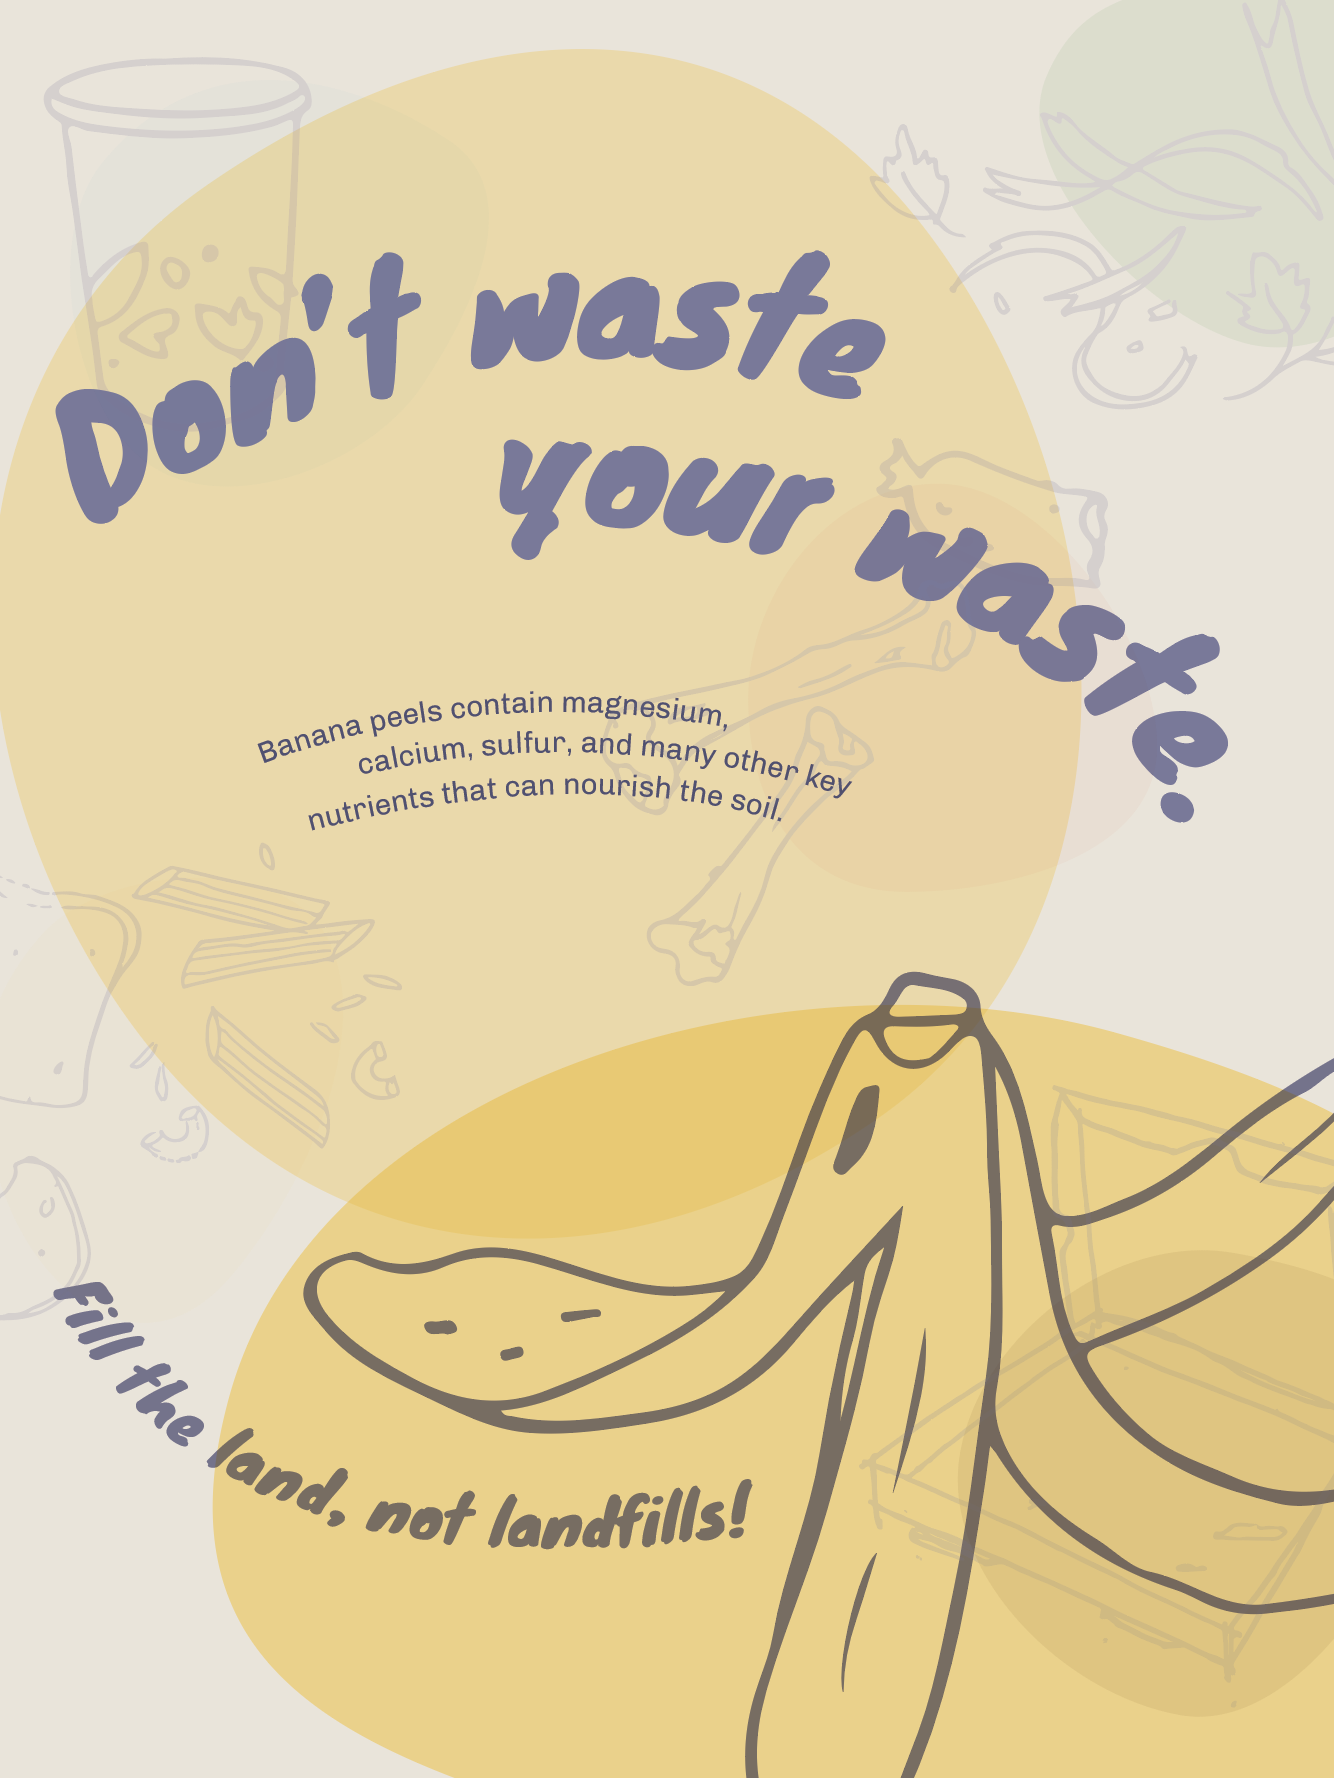 Don't waste
your waste.
Banana peels contain magnesium,
calcium, sulfur, and many other key
nutrients that can nourish the soil.
Fill the land, not landfills!